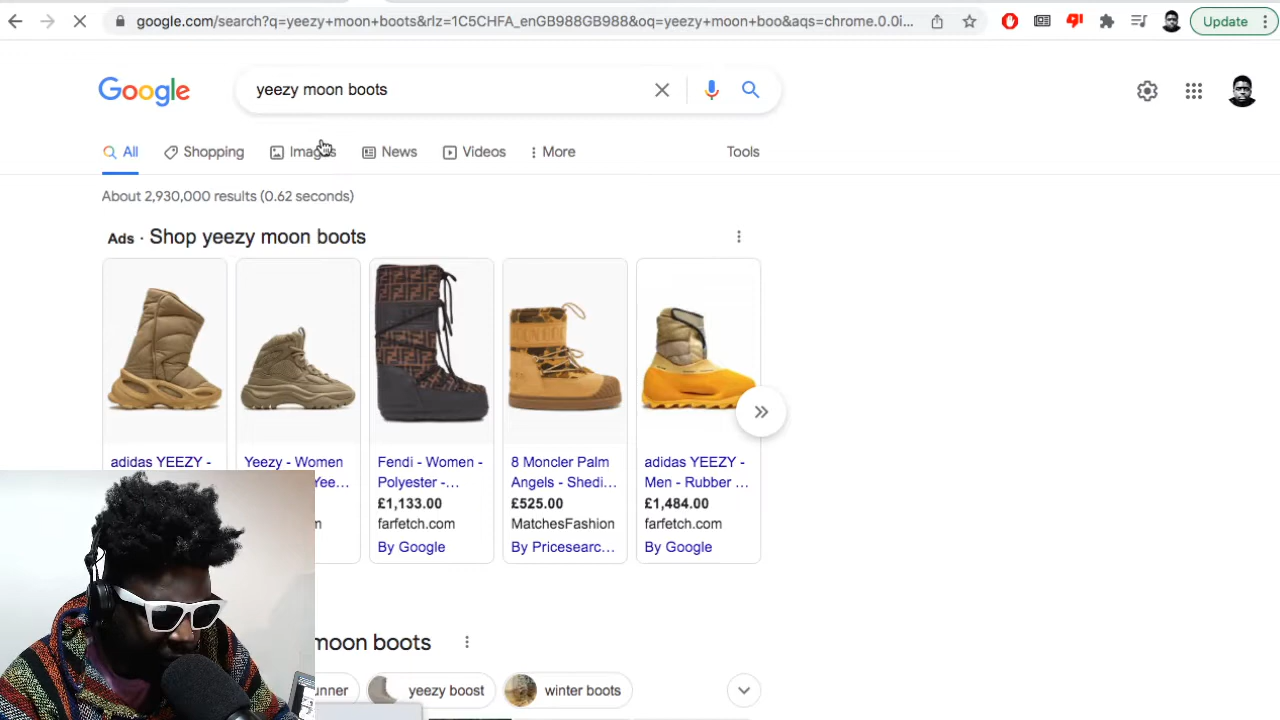 google.com/search?q=yeezy+moon+boots&rlz=1C5CHFA_enGB988GB988&oq=yeezy+moon+boo&aqs=chrome.0.0i...
Update
Google
yeezy moon boots
All
Shopping
Images
News
Videos
More
Tools
About 2,930,000 results (0.62 seconds)
Ads · Shop yeezy moon boots
adidas YEEZY -
Yeezy - Women
Yee...
Fendi - Women -
Polyester -...
£1,133.00
farfetch.com
By Google
8 Moncler Palm
Angels - Shedi...
£525.00
MatchesFashion
By Pricesearc...
adidas YEEZY -
Men - Rubber ...
£1,484.00
farfetch.com
By Google
moon boots
unner
yeezy boost
winter boots